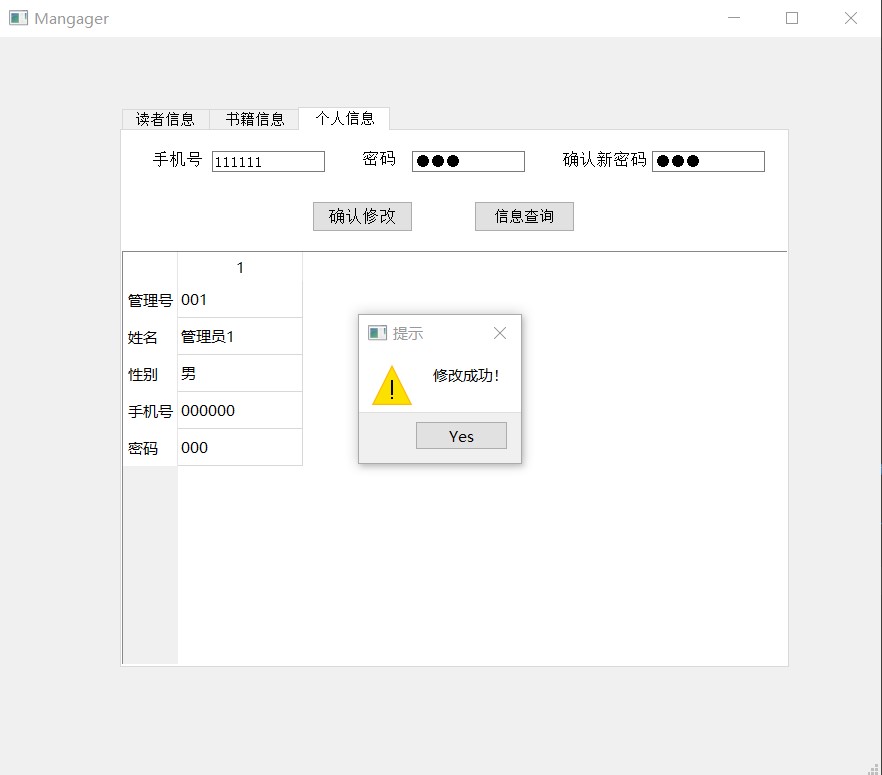 Mangager
读者信息 书籍信息 个人信息
手机号 111111 密码 ●●● 确认新密码 ●●●
确认修改 信息查询
1
管理号 001
姓名 管理员1
性别 男
手机号 000000
密码 000
提示
修改成功!
Yes